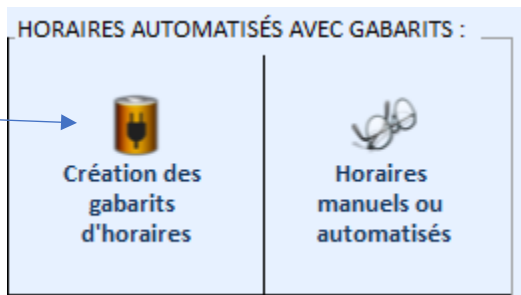 HORAIRES AUTOMATISÉS AVEC GABARITS :
Création des
gabarits
d'horaires
Horaires
manuels ou
automatisés